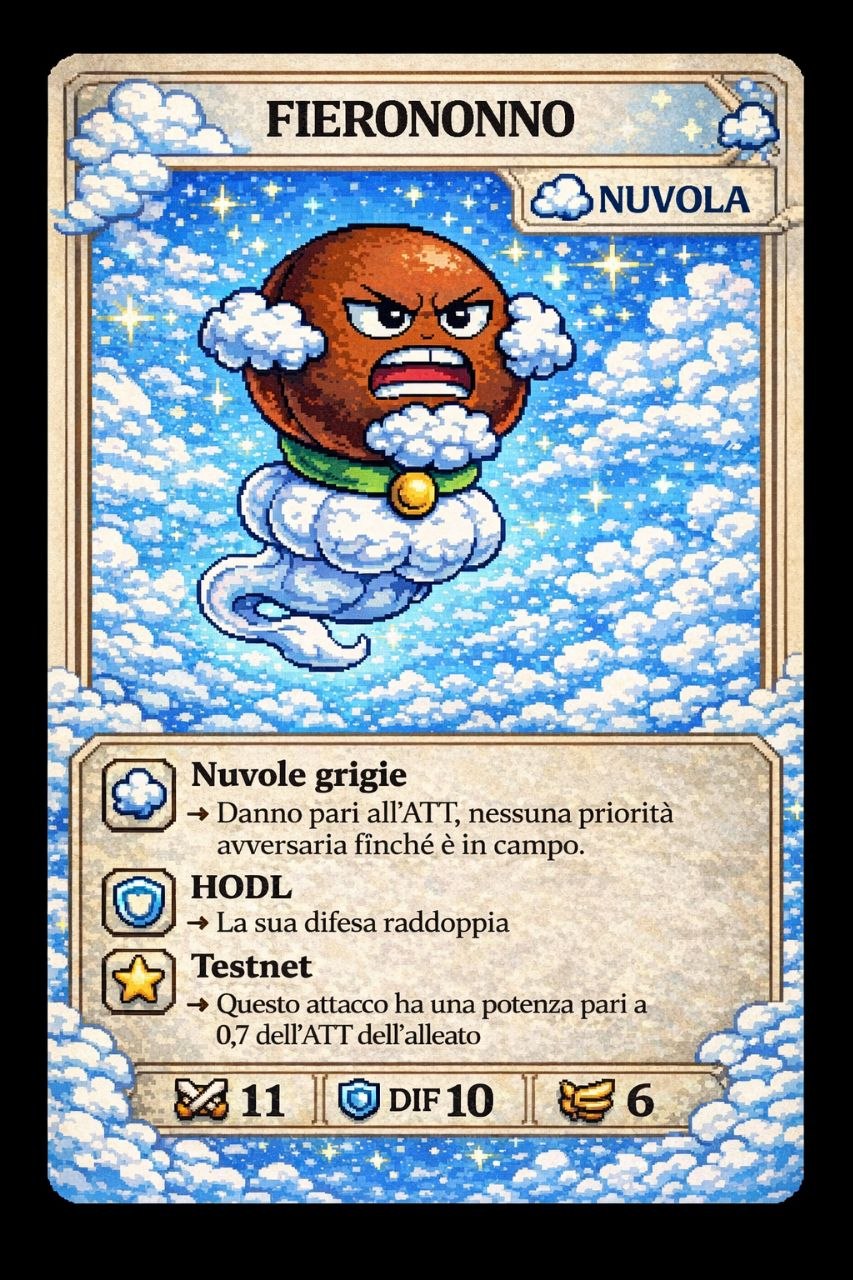 FIERONONNO
NUVOLA
Nuvole grigie
→ Danno pari all'ATT, nessuna priorità
avversaria finché è in campo.
HODL
→ La sua difesa raddoppia
Testnet
→ Questo attacco ha una potenza pari a
0,7 dell'ATT dell'alleato
11 DIF 10 6